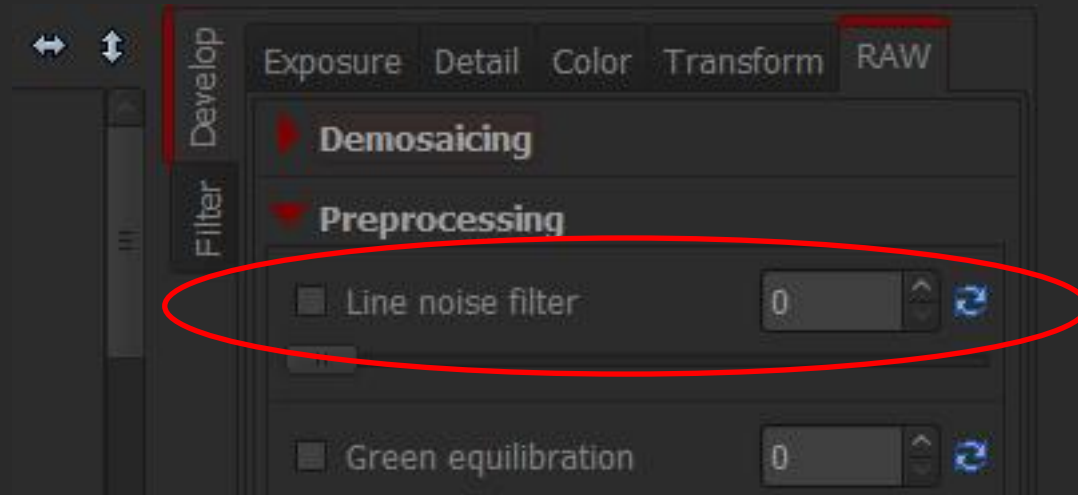 Develop
Filter
Exposure Detail Color Transform RAW
Demosaicing
Preprocessing
Line noise filter 0
Green equilibration 0